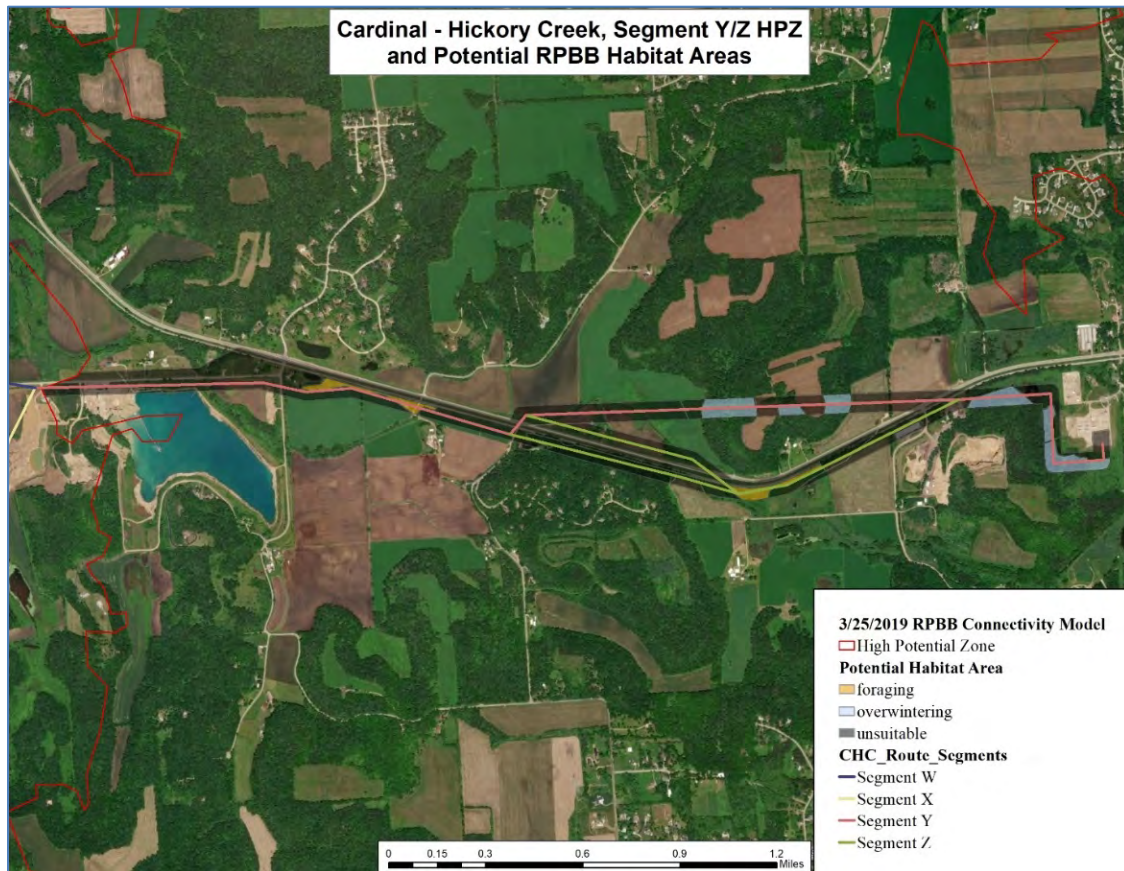 Cardinal - Hickory Creek, Segment Y/Z HPZ
and Potential RPBB Habitat Areas
3/25/2019 RPBB Connectivity Model
High Potential Zone
Potential Habitat Area
foraging
overwintering
unsuitable
CHC_Route_Segments
Segment W
Segment X
Segment Y
Segment Z
0 0.15 0.3 0.6 0.9 1.2
Miles